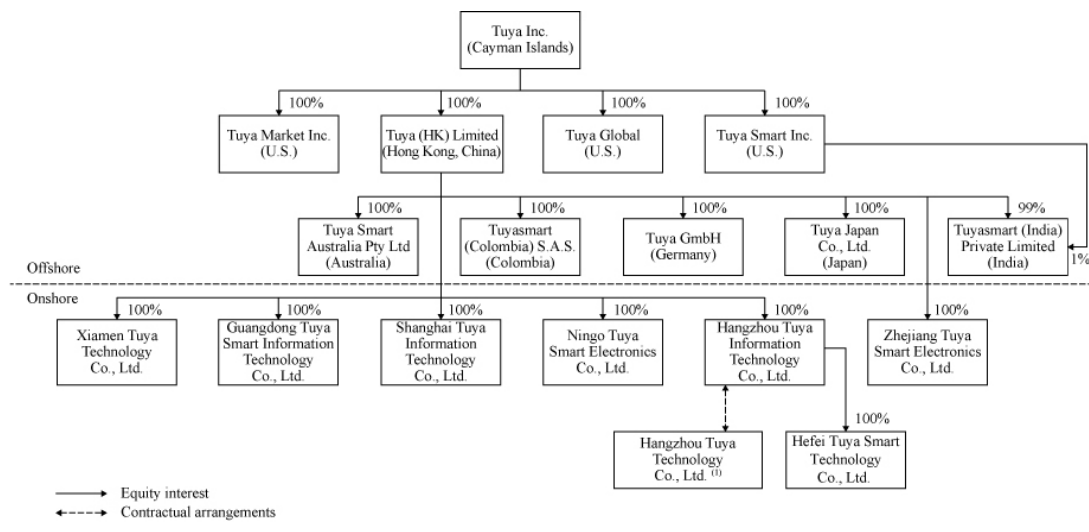 Tuya Inc.
(Cayman Islands)
100%
100%
100%
100%
Tuya Market Inc.
(U.S.)
Tuya (HK) Limited
(Hong Kong, China)
Tuya Global
(U.S.)
Tuya Smart Inc.
(U.S.)
100%
100%
100%
100%
99%
Tuya Smart
Australia Pty Ltd
(Australia)
Tuyasmart
(Colombia) S.A.S.
(Colombia)
Tuya GmbH
(Germany)
Tuya Japan
Co., Ltd.
(Japan)
Tuyasmart (India)
Private Limited
(India)
1%
Offshore
Onshore
100%
100%
100%
100%
100%
100%
Xiamen Tuya
Technology
Co., Ltd.
Guangdong Tuya
Smart Information
Technology
Co., Ltd.
Shanghai Tuya
Information
Technology
Co., Ltd.
Ningo Tuya
Smart Electronics
Co., Ltd.
Hangzhou Tuya
Information
Technology
Co., Ltd.
Zhejiang Tuya
Smart Electronics
Co., Ltd.
100%
Hangzhou Tuya
Technology
Co., Ltd. (1)
Hefei Tuya Smart
Technology
Co., Ltd.
Equity interest
Contractual arrangements